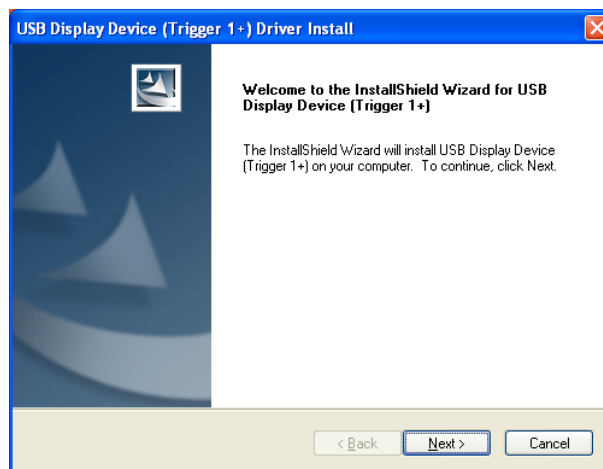 USB Display Device (Trigger 1+) Driver Install
Welcome to the InstallShield Wizard for USB
Display Device (Trigger 1+)
The InstallShield Wizard will install USB Display Device
(Trigger 1+) on your computer.  To continue, click Next.
< Back
Next >
Cancel